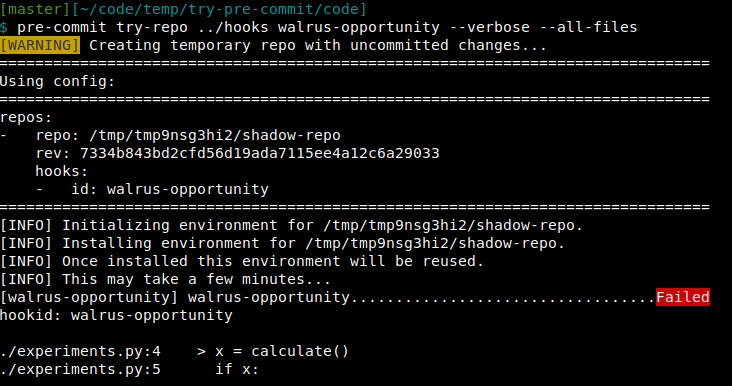 [master][~/code/temp/try-pre-commit/code]
$ pre-commit try-repo ../hooks walrus-opportunity --verbose --all-files
[WARNING] Creating temporary repo with uncommitted changes...
===============================================================================
Using config:
===============================================================================
repos:
-   repo: /tmp/tmp9nsg3hi2/shadow-repo
    rev: 7334b843bd2cfd56d19ada7115ee4a12c6a29033
    hooks:
    -   id: walrus-opportunity
===============================================================================
[INFO] Initializing environment for /tmp/tmp9nsg3hi2/shadow-repo.
[INFO] Installing environment for /tmp/tmp9nsg3hi2/shadow-repo.
[INFO] Once installed this environment will be reused.
[INFO] This may take a few minutes...
[walrus-opportunity] walrus-opportunity..................................Failed
hookid: walrus-opportunity

./experiments.py:4    > x = calculate()
./experiments.py:5      if x: